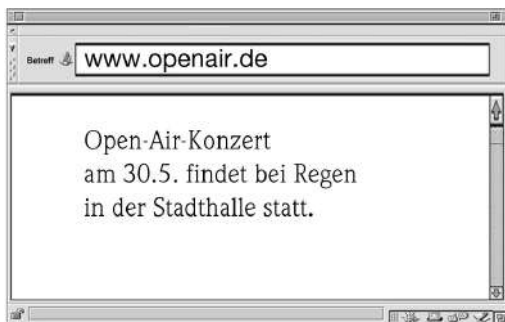 Betreff www.openair.de
Open-Air-Konzert
am 30.5. findet bei Regen
in der Stadthalle statt.